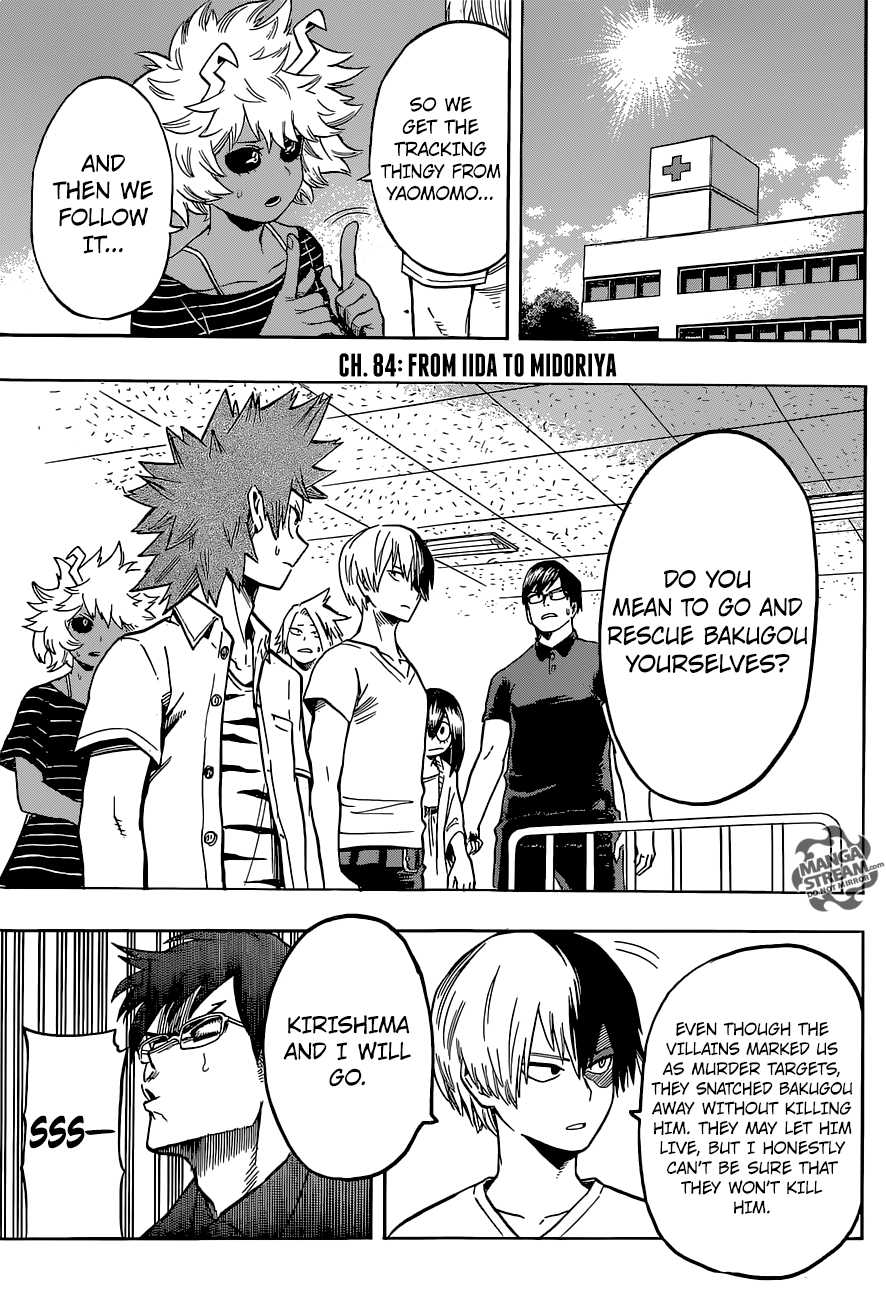 SO WE
GET THE
TRACKING
THINGY FROM
YAOMOMO...
AND
THEN WE
FOLLOW
IT...
CH. 84: FROM IIDA TO MIDORIYA
DO YOU
MEAN TO GO AND
RESCUE BAKUGOU
YOURSELVES?
MANGA
STREAM.com
DO NOT MIRROR
EVEN THOUGH THE
VILLAINS MARKED US
AS MURDER TARGETS,
THEY SNATCHED BAKUGOU
AWAY WITHOUT KILLING
HIM. THEY MAY LET HIM
LIVE, BUT I HONESTLY
CAN'T BE SURE THAT
THEY WON'T KILL
HIM.
KIRISHIMA
AND I WILL
GO.
SSS—